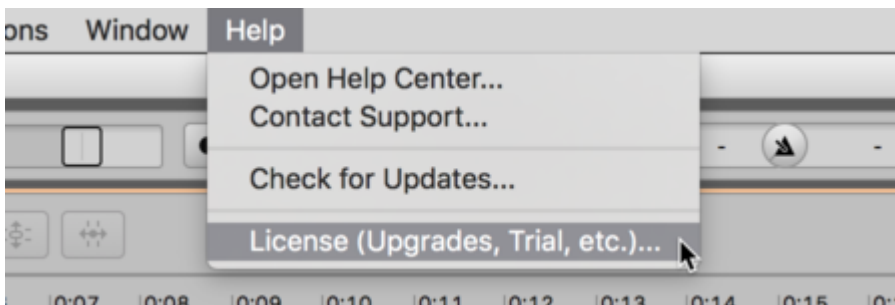 ons Window Help
Open Help Center...
Contact Support...
- -
Check for Updates...
License (Upgrades, Trial, etc.)...
0:07 0:08 0:09 0:10 0:11 0:12 0:13 0:14 0:15 0: